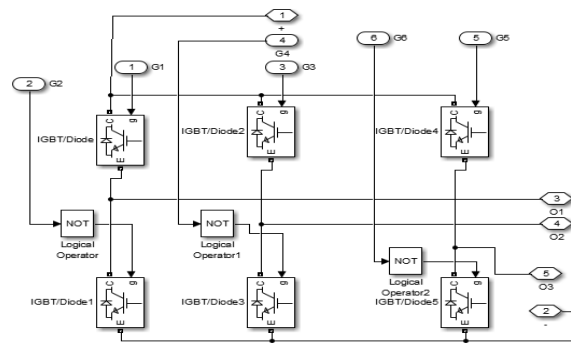 1
+
4
G4
6
G6
5
G5
2
G2
1
G1
3
G3
C
g
E
IGBT/Diode
C
g
E
IGBT/Diode2
C
g
E
IGBT/Diode4
3
O1
4
O2
NOT
Logical
Operator
NOT
Logical
Operator1
NOT
Logical
Operator2
5
O3
C
g
E
IGBT/Diode1
C
g
E
IGBT/Diode3
C
g
E
IGBT/Diode5
2
-